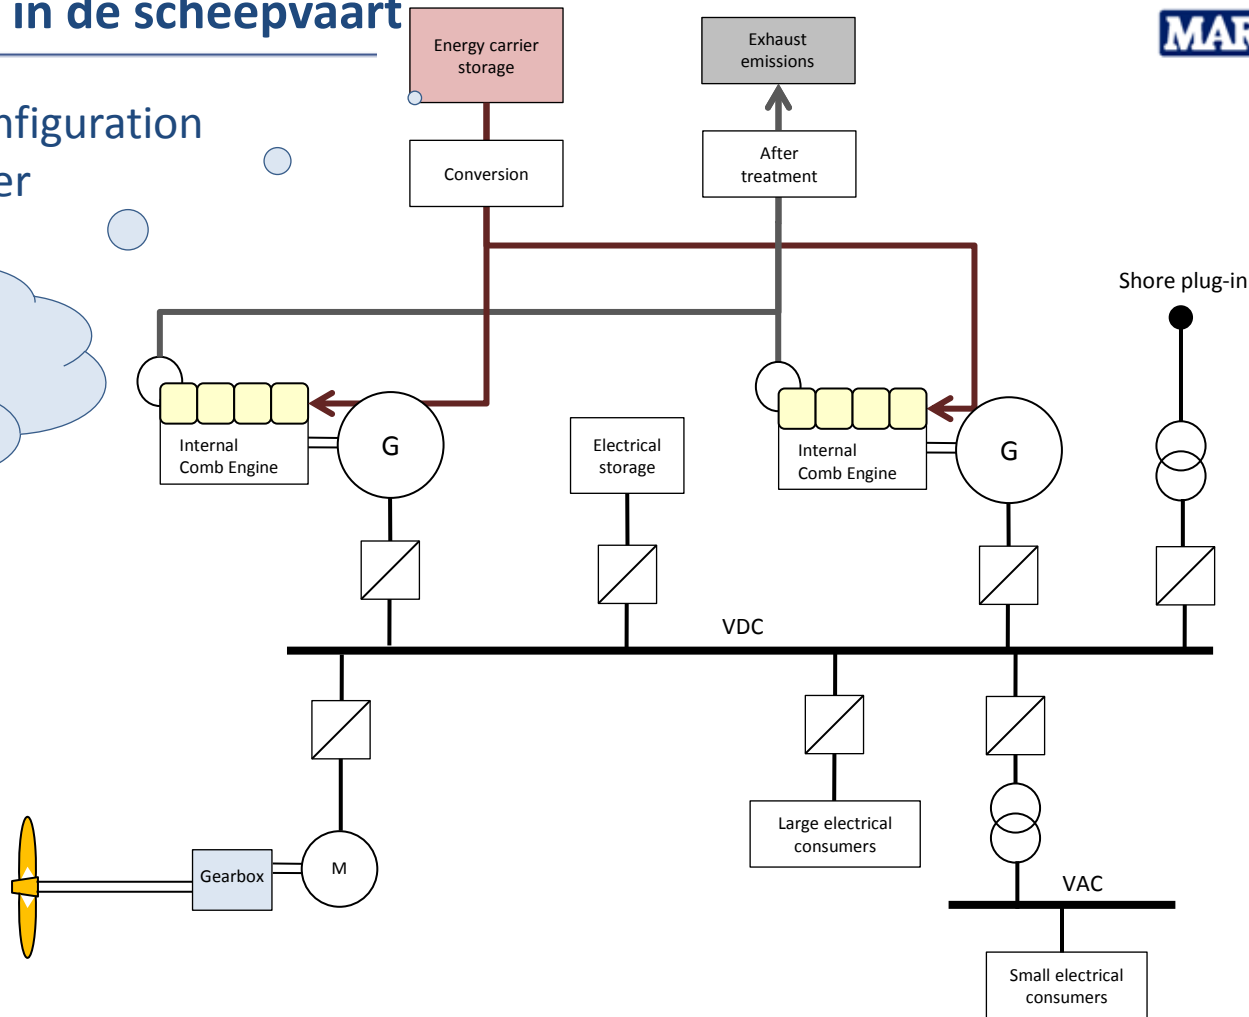 in de scheepvaart
MAR
Energy carrier
storage
Exhaust
emissions
nfiguration
er
Conversion
After
treatment
Shore plug-in
Internal
Comb Engine
G
Electrical
storage
Internal
Comb Engine
G
VDC
Large electrical
consumers
Gearbox
M
VAC
Small electrical
consumers